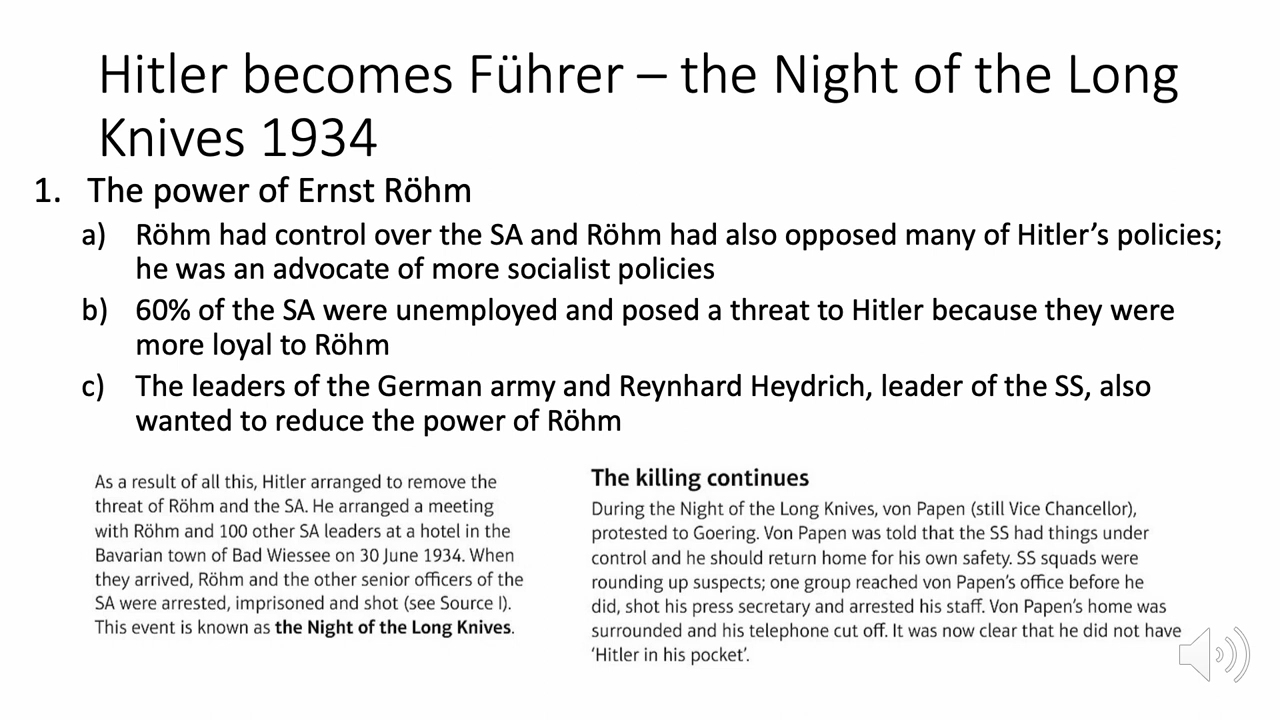 Hitler becomes Führer – the Night of the Long
Knives 1934
1. The power of Ernst Röhm
a) Röhm had control over the SA and Röhm had also opposed many of Hitler’s policies;
he was an advocate of more socialist policies
b) 60% of the SA were unemployed and posed a threat to Hitler because they were
more loyal to Röhm
c) The leaders of the German army and Reynhard Heydrich, leader of the SS, also
wanted to reduce the power of Röhm
As a result of all this, Hitler arranged to remove the
threat of Röhm and the SA. He arranged a meeting
with Röhm and 100 other SA leaders at a hotel in the
Bavarian town of Bad Wiessee on 30 June 1934. When
they arrived, Röhm and the other senior officers of the
SA were arrested, imprisoned and shot (see Source I).
This event is known as the Night of the Long Knives.
The killing continues
During the Night of the Long Knives, von Papen (still Vice Chancellor),
protested to Goering. Von Papen was told that the SS had things under
control and he should return home for his own safety. SS squads were
rounding up suspects; one group reached von Papen’s office before he
did, shot his press secretary and arrested his staff. Von Papen’s home was
surrounded and his telephone cut off. It was now clear that he did not have
‘Hitler in his pocket’.